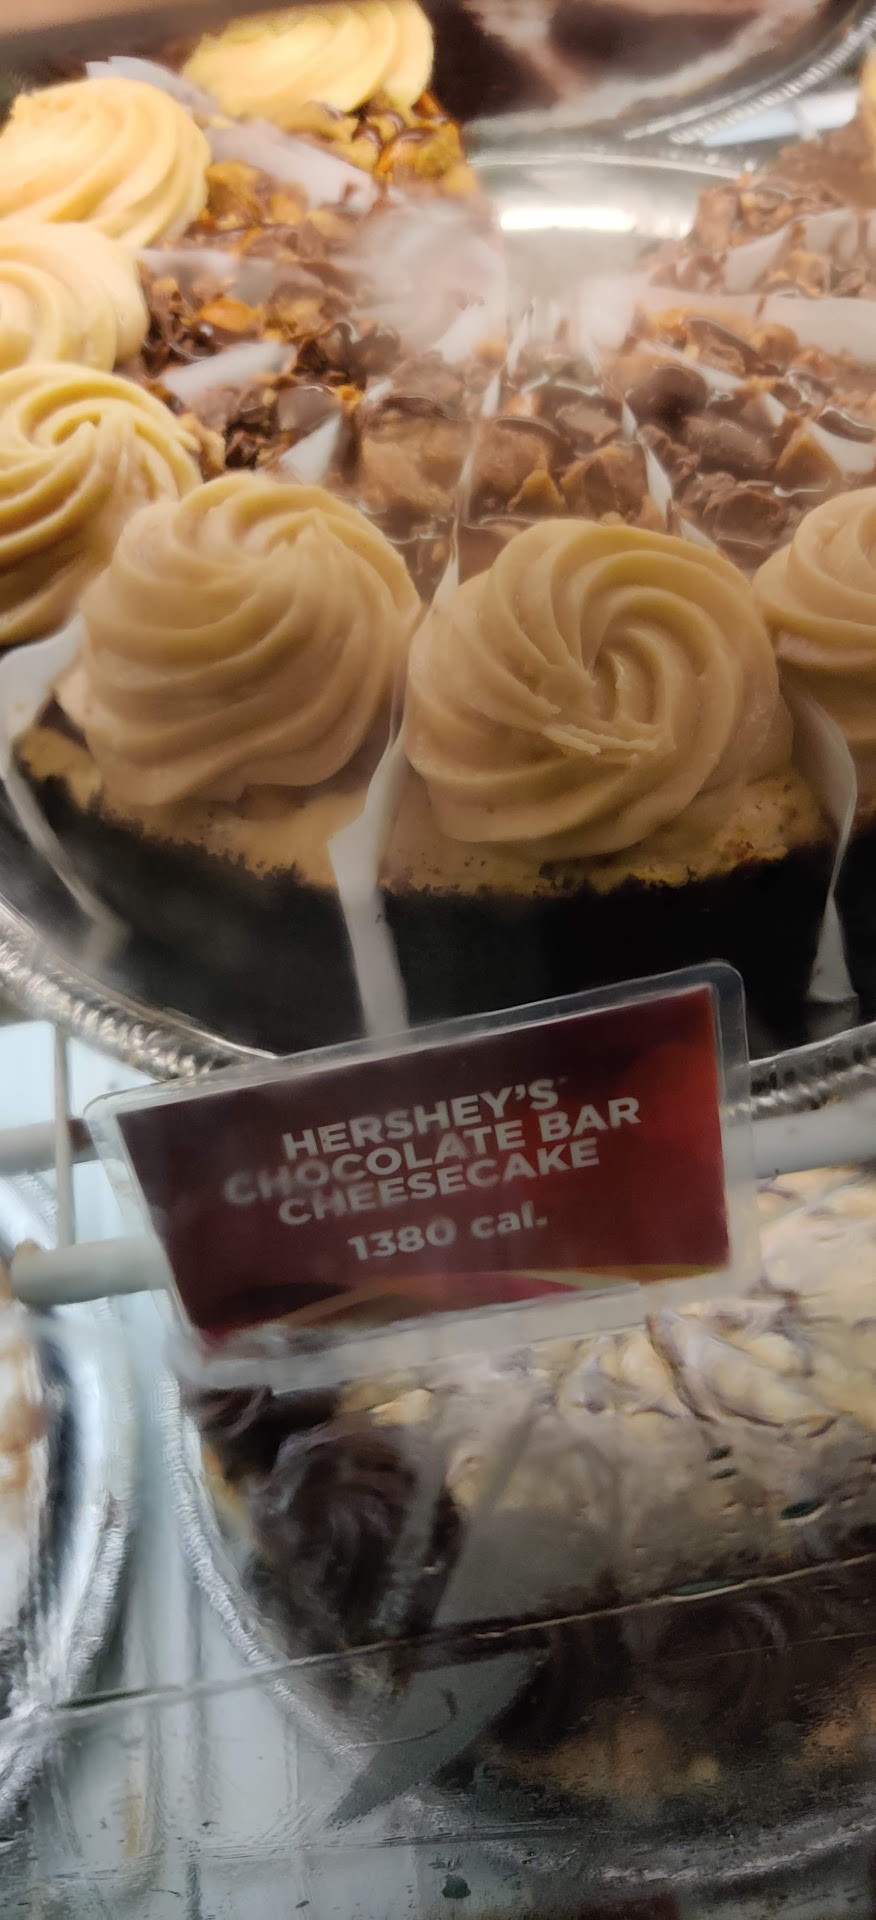 HERSHEY'S
CHOCOLATE BAR
CHEESECAKE
1380 cal.